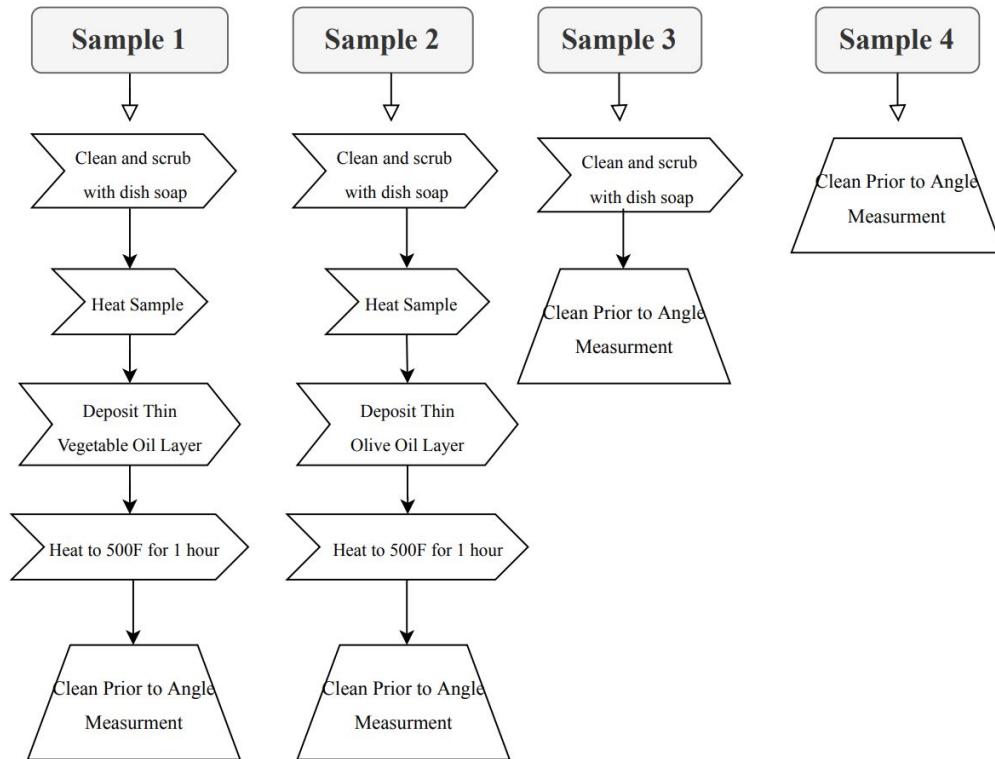 Sample 1
Clean and scrub
with dish soap
Heat Sample
Deposit Thin
Vegetable Oil Layer
Heat to 500F for 1 hour
Clean Prior to Angle
Measurment
Sample 2
Clean and scrub
with dish soap
Heat Sample
Deposit Thin
Olive Oil Layer
Heat to 500F for 1 hour
Clean Prior to Angle
Measurment
Sample 3
Clean and scrub
with dish soap
Clean Prior to Angle
Measurment
Sample 4
Clean Prior to Angle
Measurment